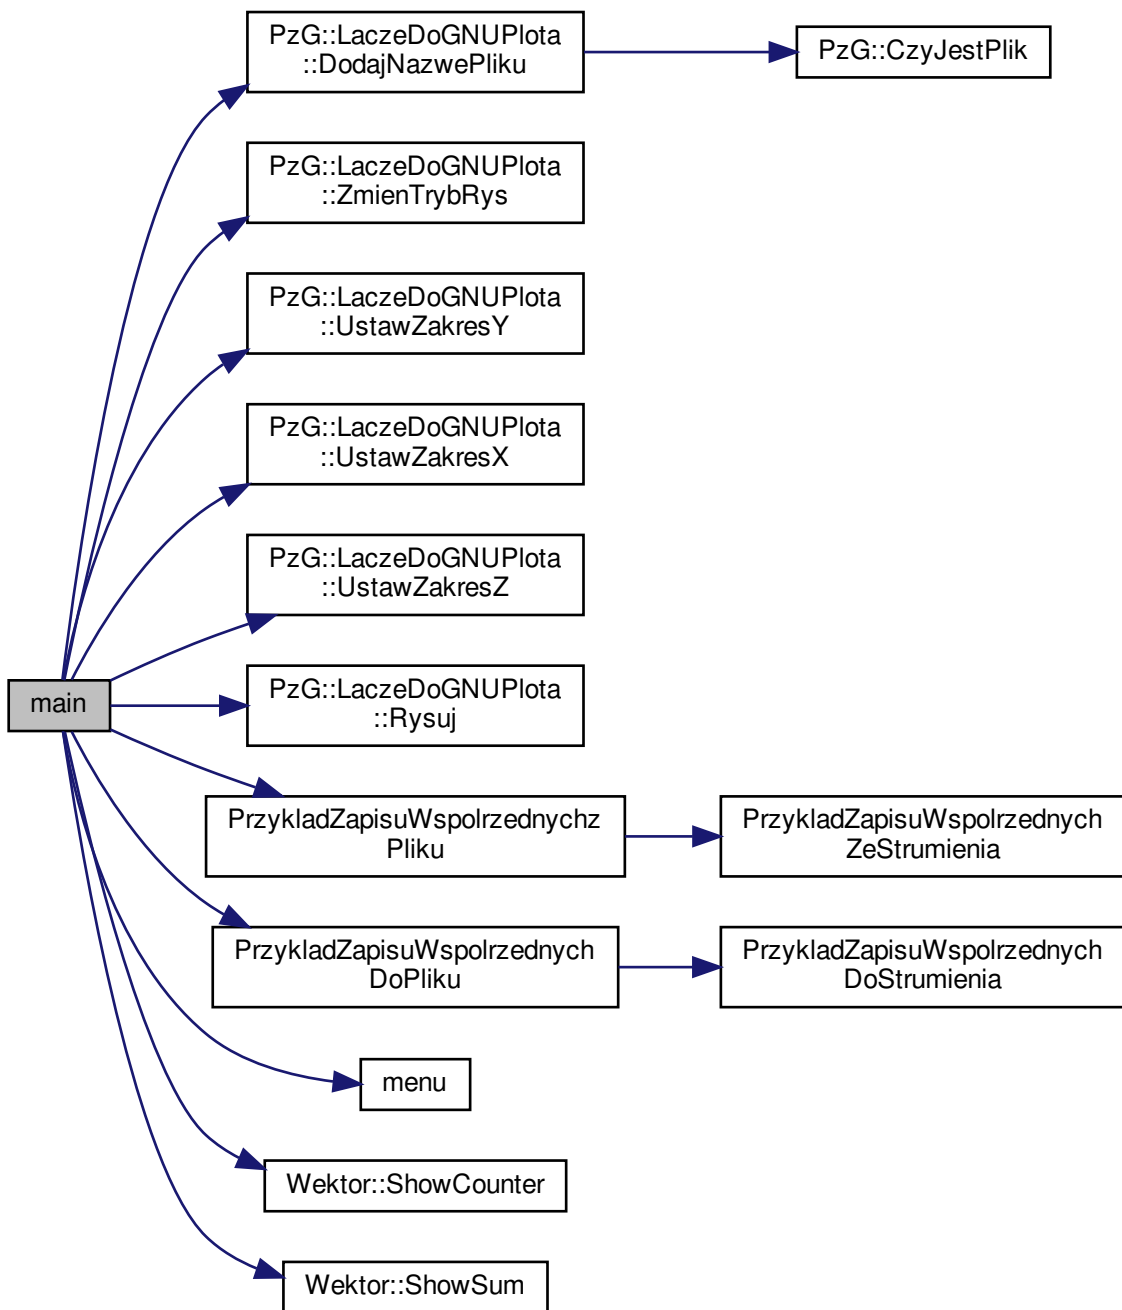 PzG::LaczeDoGNUPlota
::DodajNazwePliku
PzG::CzyJestPlik
PzG::LaczeDoGNUPlota
::ZmienTrybRys
PzG::LaczeDoGNUPlota
::UstawZakresY
PzG::LaczeDoGNUPlota
::UstawZakresX
PzG::LaczeDoGNUPlota
::UstawZakresZ
main
PzG::LaczeDoGNUPlota
::Rysuj
PrzykladZapisuWspolrzednychz
Pliku
PrzykladZapisuWspolrzednych
ZeStrumienia
PrzykladZapisuWspolrzednych
DoPliku
PrzykladZapisuWspolrzednych
DoStrumienia
menu
Wektor::ShowCounter
Wektor::ShowSum